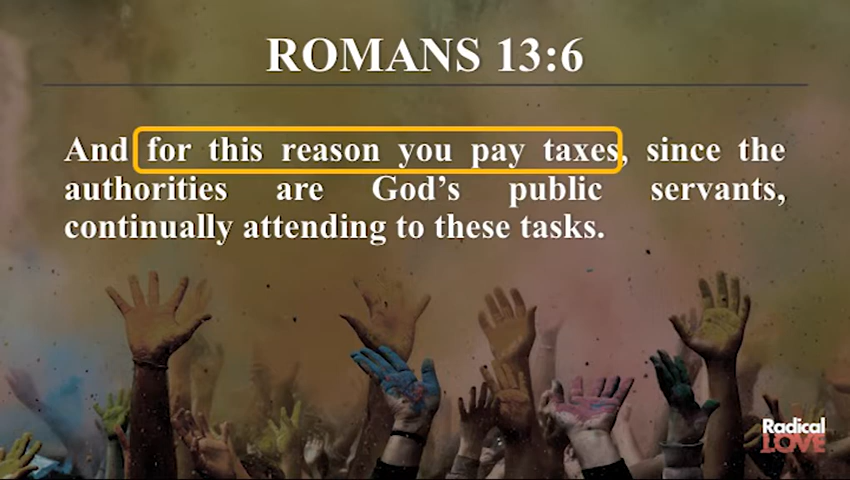 ROMANS 13:6
And for this reason you pay taxes, since the
authorities are God's public servants,
continually attending to these tasks.
Radical
LOVE